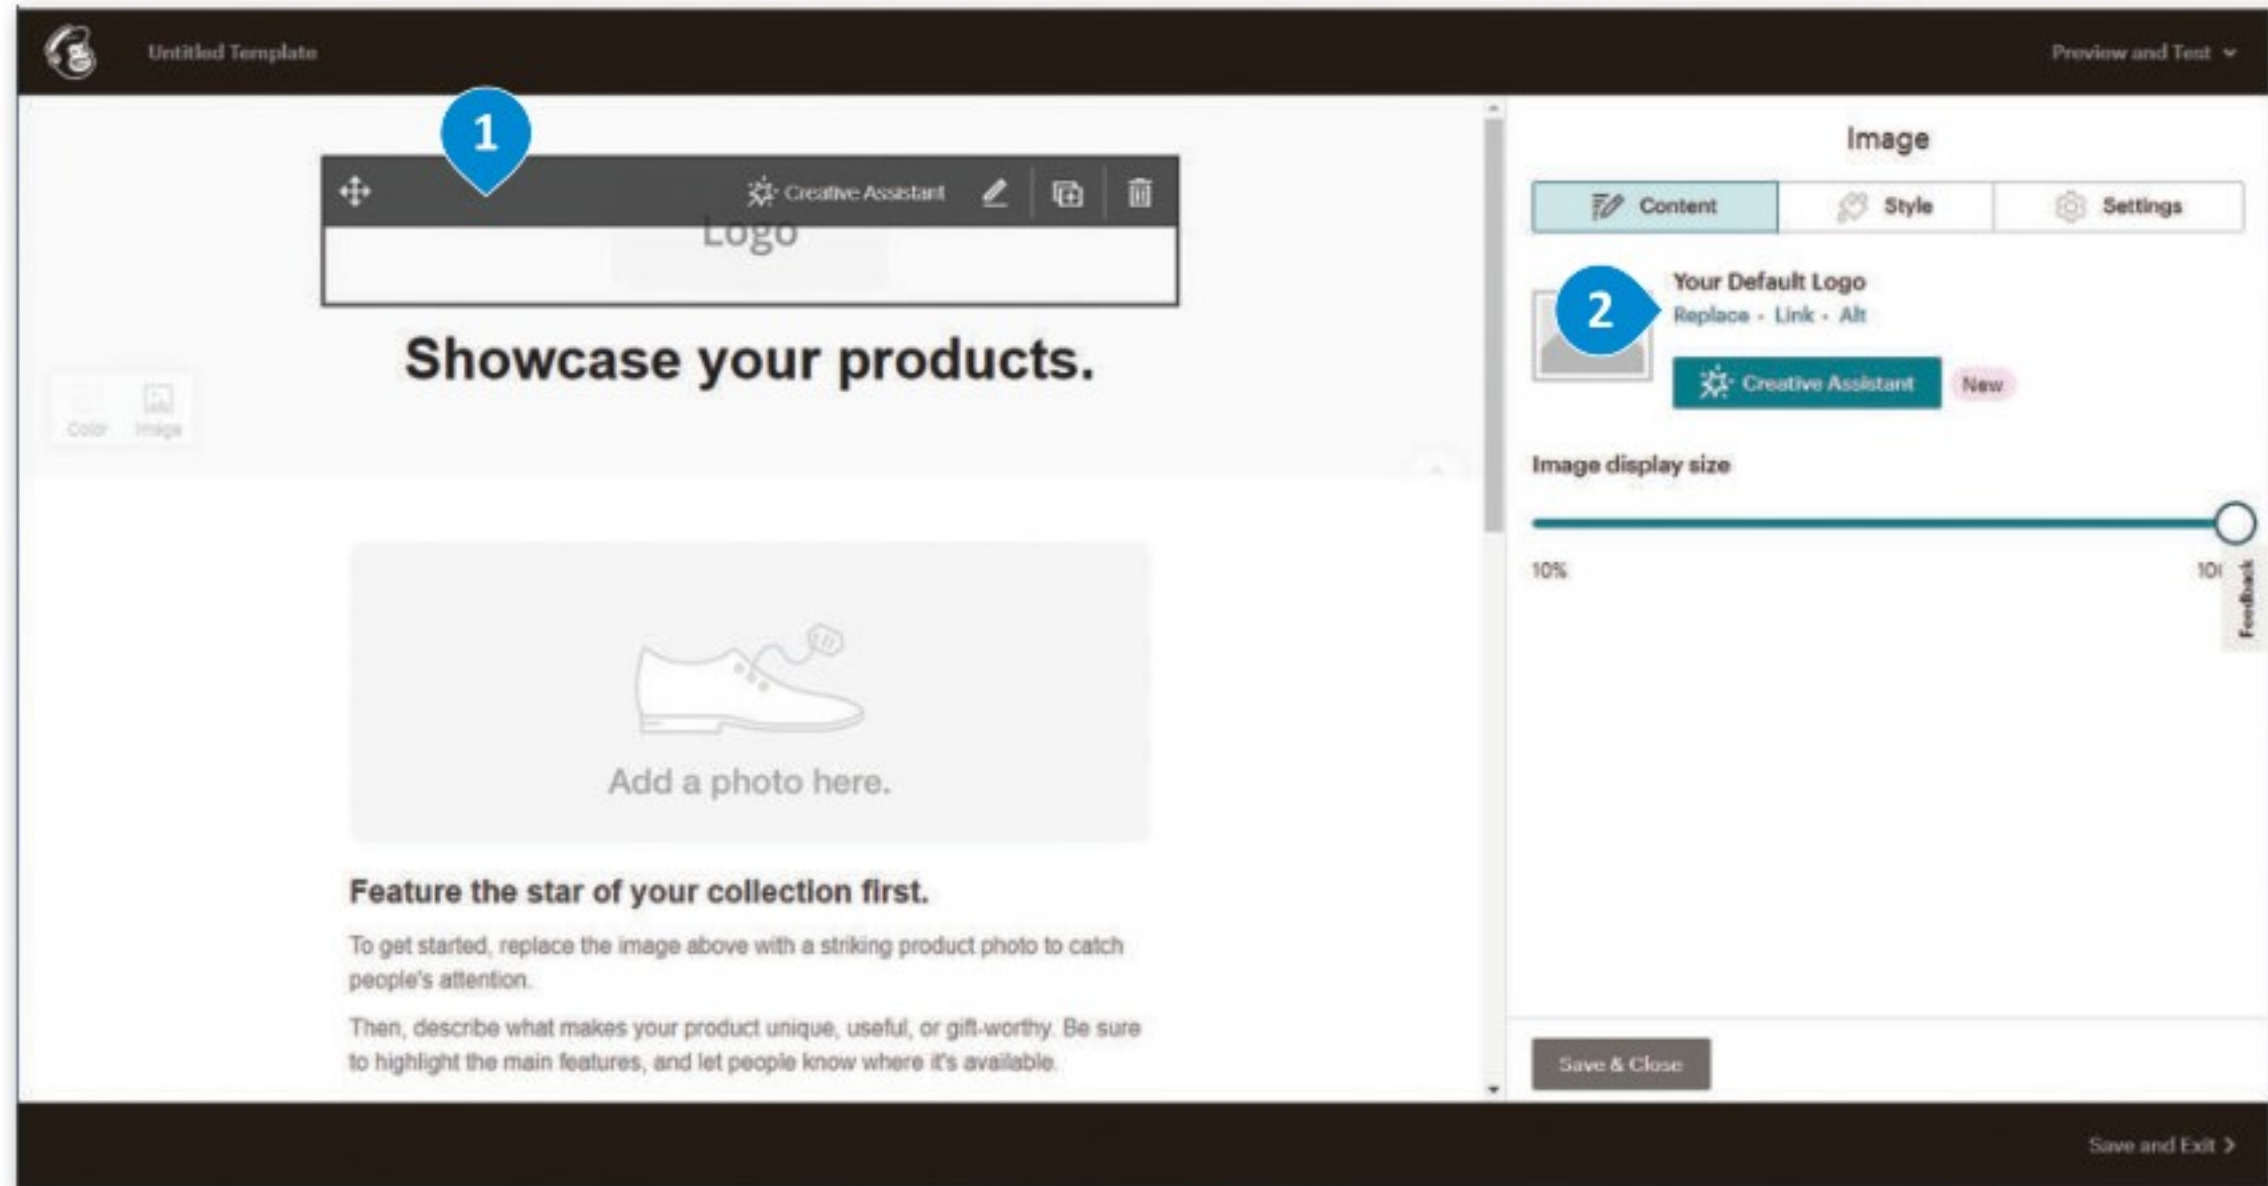 Untitled Template
Preview and Test
1
Creative Assistant
Logo
Showcase your products.
Color Image
Add a photo here.
Feature the star of your collection first.
To get started, replace the image above with a striking product photo to catch
people's attention.
Then, describe what makes your product unique, useful, or gift-worthy. Be sure
to highlight the main features, and let people know where it's available.
Image
Content Style Settings
2
Your Default Logo
Replace - Link - Alt
Creative Assistant New
Image display size
10%
Feedback
Save & Close
Save and Exit